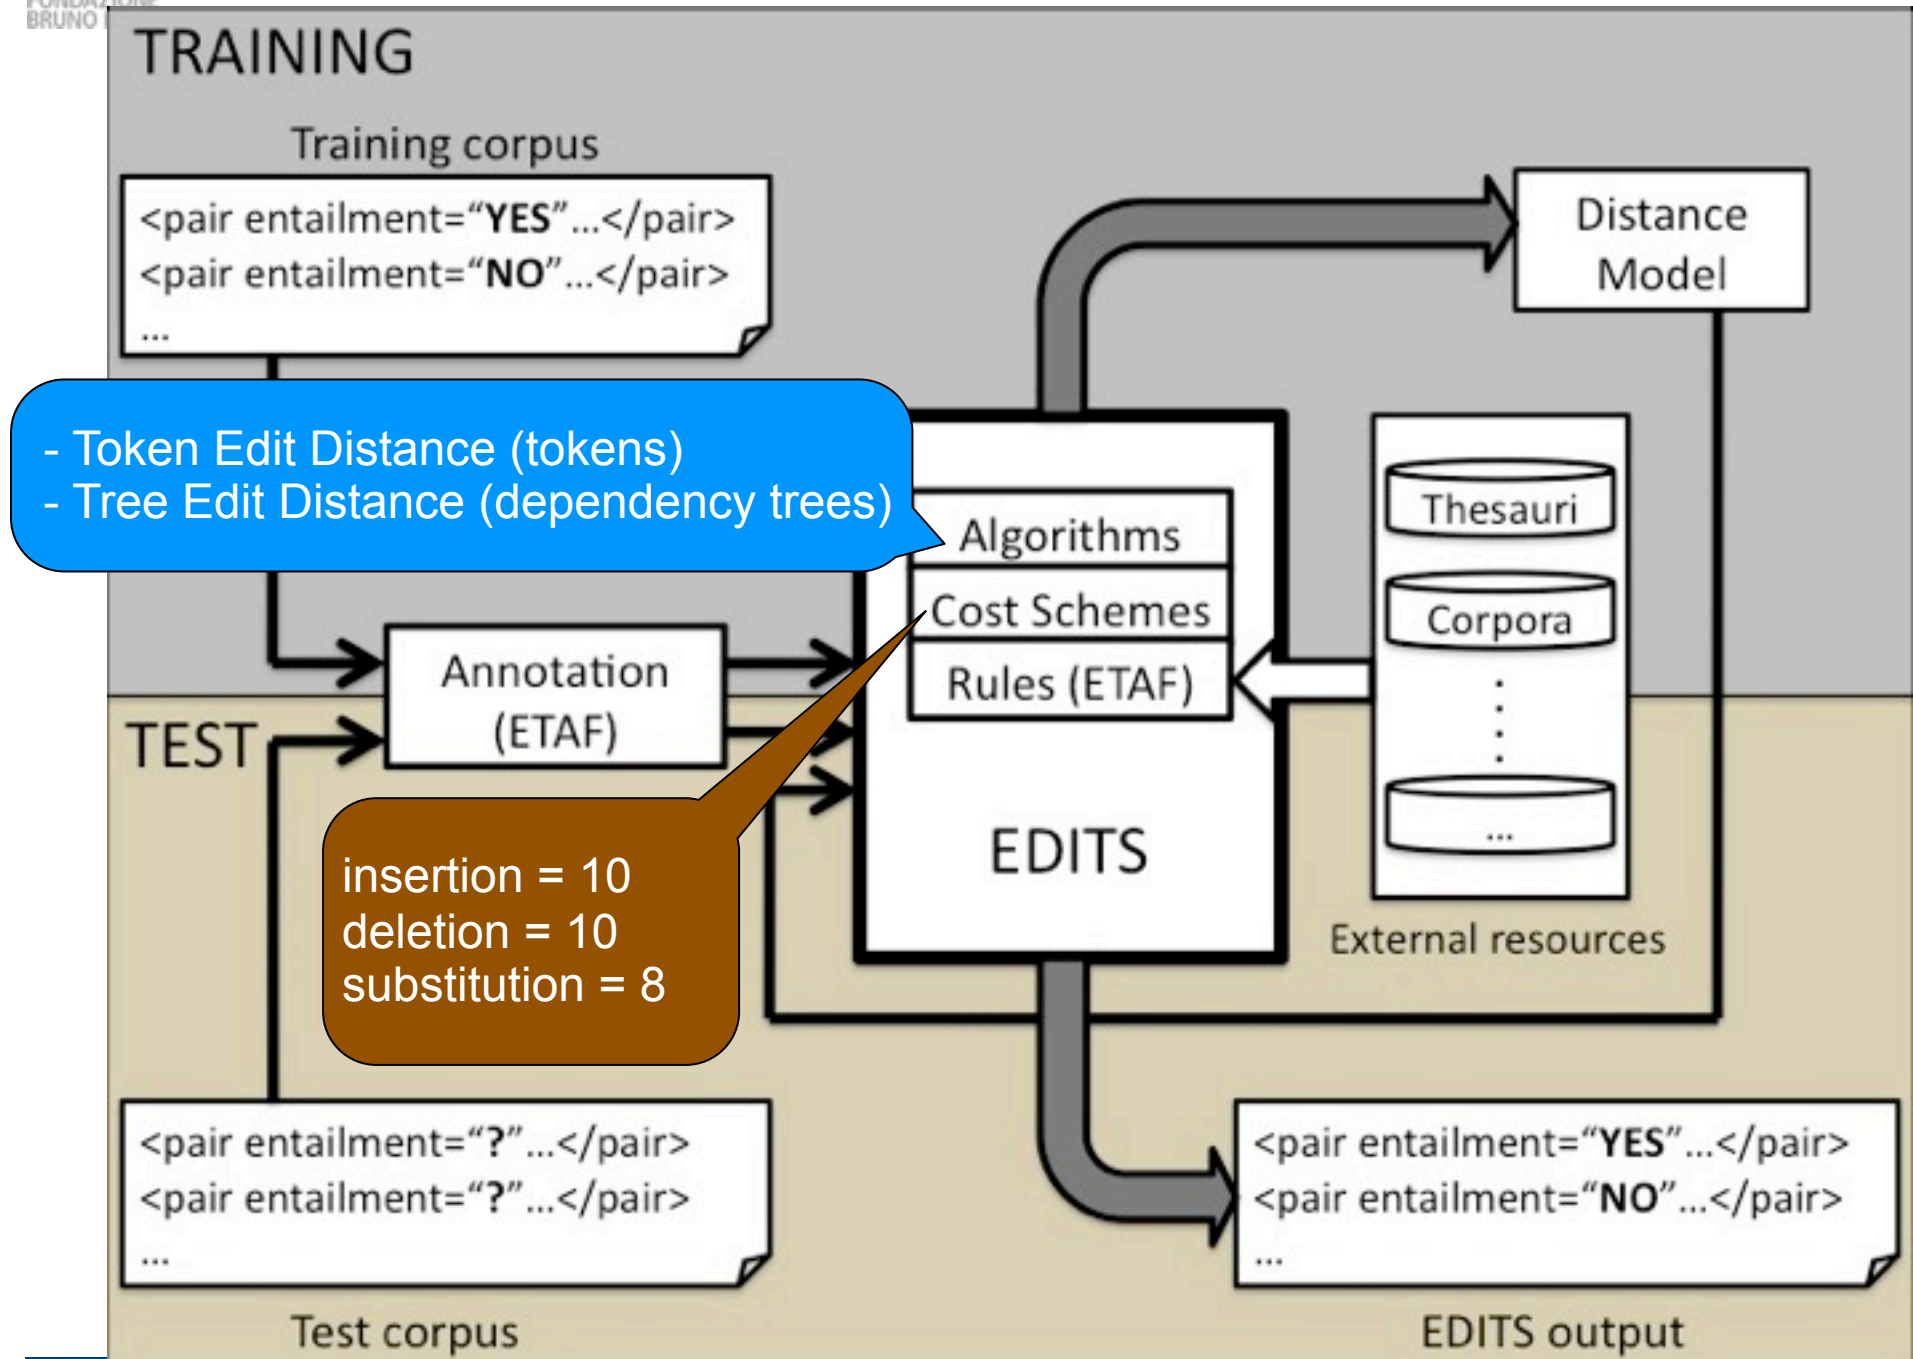 BRUNO
TRAINING
Training corpus
<pair entailment=“YES”...</pair>
<pair entailment=“NO”...</pair>
...
Distance
Model
- Token Edit Distance (tokens)
- Tree Edit Distance (dependency trees)
Algorithms
Cost Schemes
Rules (ETAF)
EDITS
Thesauri
Corpora
...
External resources
Annotation
(ETAF)
TEST
insertion = 10
deletion = 10
substitution = 8
<pair entailment=“?”...</pair>
<pair entailment=“?”...</pair>
...
Test corpus
<pair entailment=“YES”...</pair>
<pair entailment=“NO”...</pair>
...
EDITS output